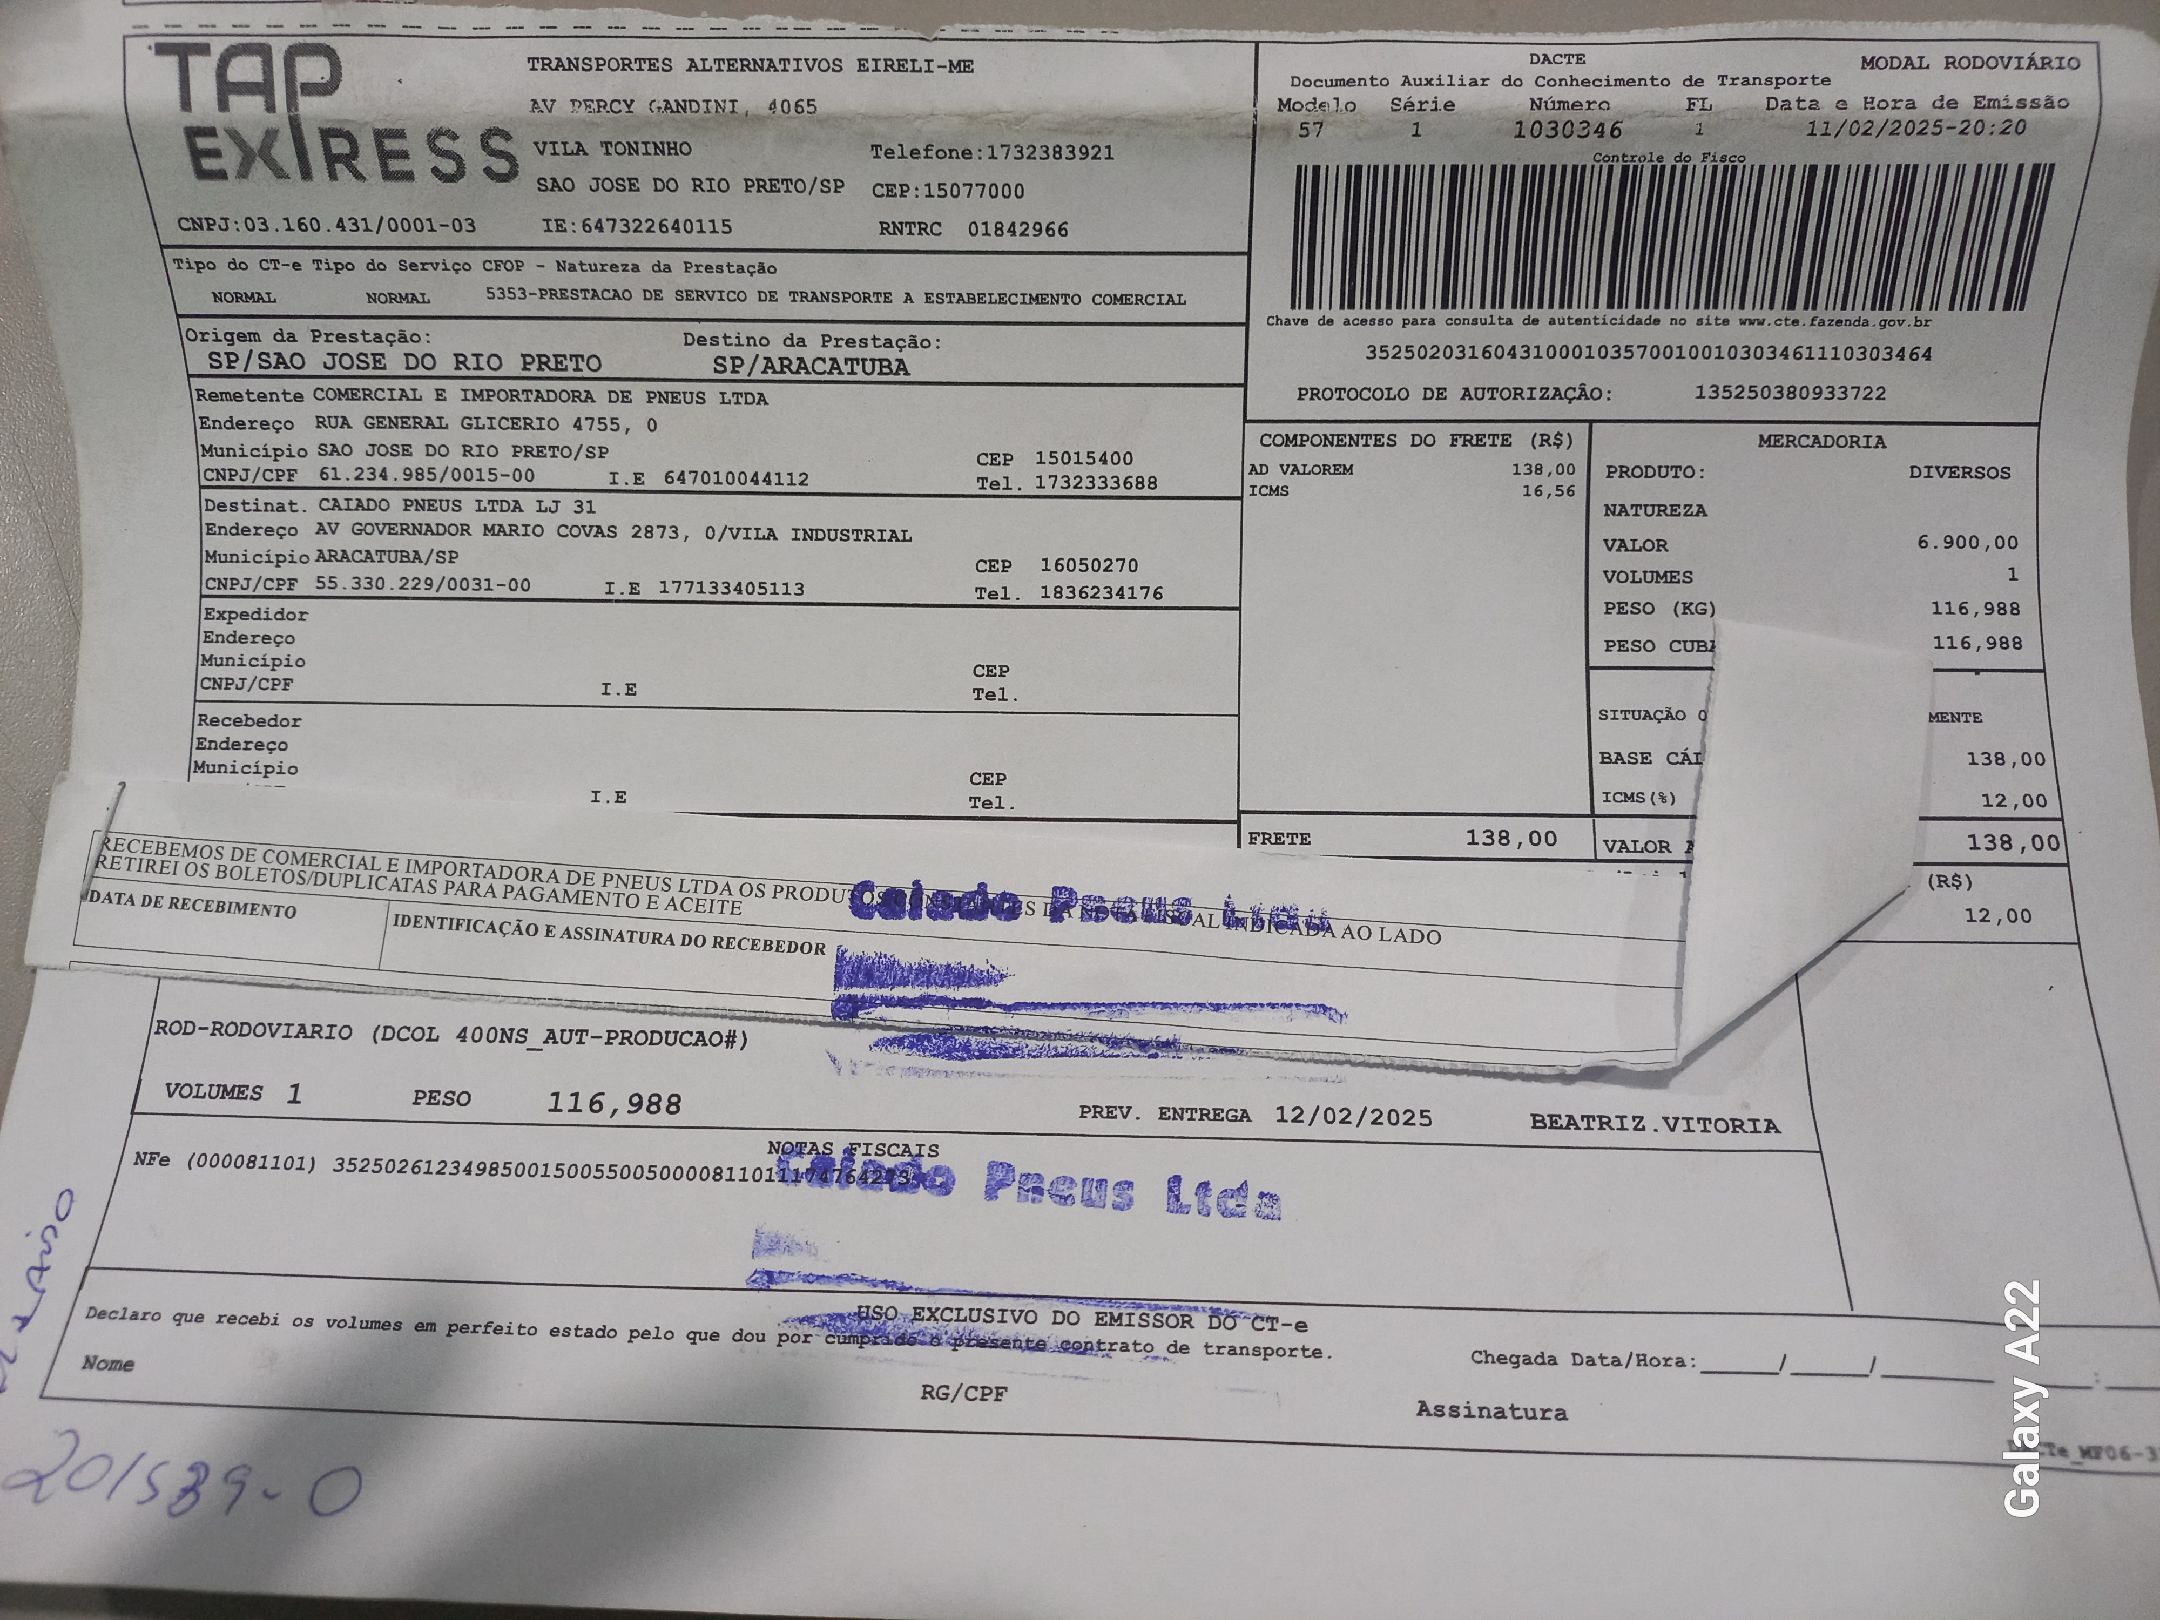 TAP EXPRESS
TRANSPORTES ALTERNATIVOS EIRELI-ME
AV PERCY GANDINI, 4065
VILA TONINHO Telefone:1732383921
SAO JOSE DO RIO PRETO/SP CEP:15077000
CNPJ:03.160.431/0001-03 IE:647322640115 RNTRC 01842966
DACTE MODAL RODOVIÁRIO
Documento Auxiliar do Conhecimento de Transporte
Modelo Série Número FL Data e Hora de Emissão
57 1 1030346 1 11/02/2025-20:20
Controle do Fisco
Chave de acesso para consulta de autenticidade no site www.cte.fazenda.gov.br
35250203160431000103570010010303461110303464
PROTOCOLO DE AUTORIZAÇÂO: 135250380933722
Tipo do CT-e Tipo do Serviço CFOP - Natureza da Prestação
NORMAL NORMAL 5353-PRESTACAO DE SERVICO DE TRANSPORTE A ESTABELECIMENTO COMERCIAL
Origem da Prestação: Destino da Prestação:
SP/SAO JOSE DO RIO PRETO SP/ARACATUBA
Remetente COMERCIAL E IMPORTADORA DE PNEUS LTDA
Endereço RUA GENERAL GLICERIO 4755, 0
Município SAO JOSE DO RIO PRETO/SP CEP 15015400
CNPJ/CPF 61.234.985/0015-00 I.E 647010044112 Tel. 1732333688
Destinat. CAIADO PNEUS LTDA LJ 31
Endereço AV GOVERNADOR MARIO COVAS 2873, 0/VILA INDUSTRIAL
Município ARACATUBA/SP CEP 16050270
CNPJ/CPF 55.330.229/0031-00 I.E 177133405113 Tel. 1836234176
Expedidor
Endereço
Município CEP
CNPJ/CPF I.E Tel.
Recebedor
Endereço
Município CEP
I.E Tel.
COMPONENTES DO FRETE (R$)
AD VALOREM 138,00
ICMS 16,56
FRETE 138,00
MERCADORIA
PRODUTO: DIVERSOS
NATUREZA
VALOR 6.900,00
VOLUMES 1
PESO (KG) 116,988
PESO 116,988
SITUAÇÃO MENTE
BASE 138,00
ICMS(%) 12,00
VALOR 138,00
(R$)
12,00
RECEBEMOS DE COMERCIAL E IMPORTADORA DE PNEUS LTDA OS PRODUTOS CONSTANTES DA NOTA FISCAL INDICADA AO LADO
RETIREI OS BOLETOS/DUPLICATAS PARA PAGAMENTO E ACEITE
Caiado Pneus Ltda
DATA DE RECEBIMENTO IDENTIFICAÇÃO E ASSINATURA DO RECEBEDOR
ROD-RODOVIARIO (DCOL 400NS_AUT-PRODUCAO#)
VOLUMES 1 PESO 116,988 PREV. ENTREGA 12/02/2025 BEATRIZ.VITORIA
NOTAS FISCAIS
NFe (000081101)
Caiado Pneus Ltda
USO EXCLUSIVO DO EMISSOR DO CT-e
Declaro que recebi os volumes em perfeito estado pelo que dou por cumprido o presente contrato de transporte.
Nome RG/CPF Chegada Data/Hora:_____/_____/_______:
Assinatura
201539-0
Galaxy A22